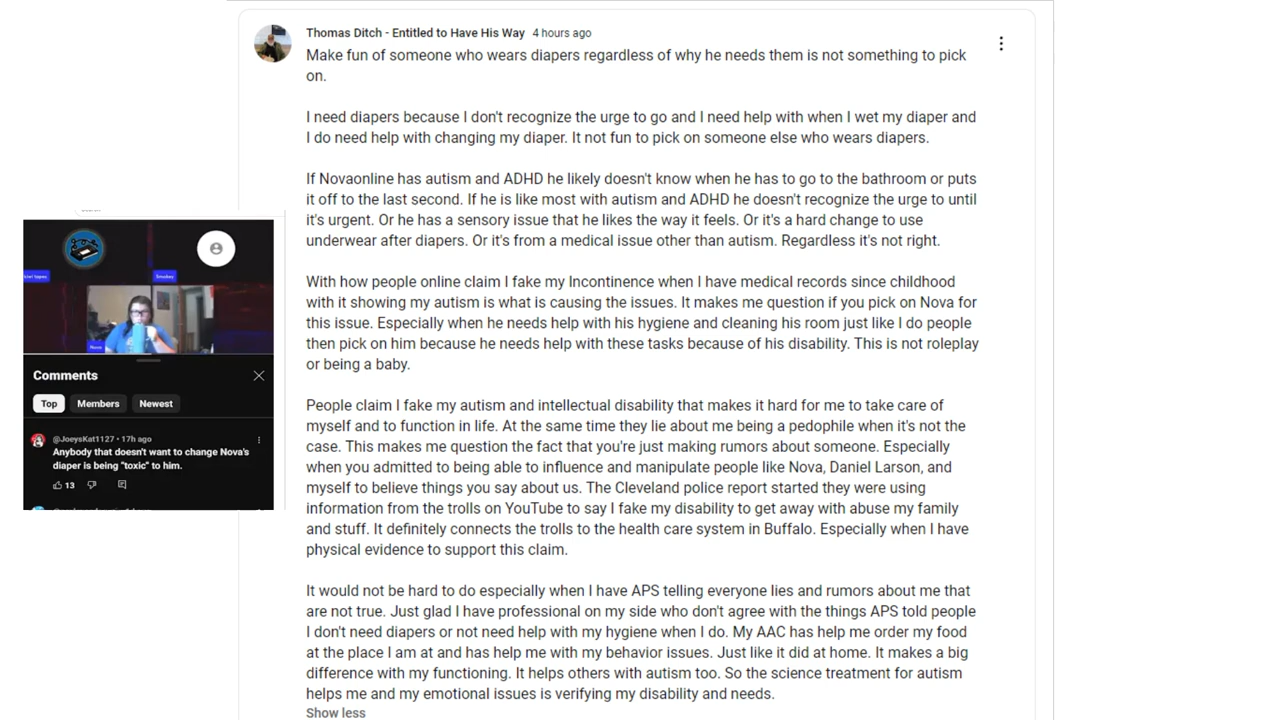 Thomas Ditch - Entitled to Have His Way 4 hours ago
Make fun of someone who wears diapers regardless of why he needs them is not something to pick
on.
I need diapers because I don't recognize the urge to go and I need help with when I wet my diaper and
I do need help with changing my diaper. It not fun to pick on someone else who wears diapers.
If Novaonline has autism and ADHD he likely doesn't know when he has to go to the bathroom or puts
it off to the last second. If he is like most with autism and ADHD he doesn't recognize the urge to until
it's urgent. Or he has a sensory issue that he likes the way it feels. Or it's a hard change to use
underwear after diapers. Or it's from a medical issue other than autism. Regardless it's not right.
With how people online claim I fake my Incontinence when I have medical records since childhood
with it showing my autism is what is causing the issues. It makes me question if you pick on Nova for
this issue. Especially when he needs help with his hygiene and cleaning his room just like I do people
then pick on him because he needs help with these tasks because of his disability. This is not roleplay
or being a baby.
People claim I fake my autism and intellectual disability that makes it hard for me to take care of
myself and to function in life. At the same time they lie about me being a pedophile when it's not the
case. This makes me question the fact that you're just making rumors about someone. Especially
when you admitted to being able to influence and manipulate people like Nova, Daniel Larson, and
myself to believe things you say about us. The Cleveland police report started they were using
information from the trolls on YouTube to say I fake my disability to get away with abuse my family
and stuff. It definitely connects the trolls to the health care system in Buffalo. Especially when I have
physical evidence to support this claim.
It would not be hard to do especially when I have APS telling everyone lies and rumors about me that
are not true. Just glad I have professional on my side who don't agree with the things APS told people
I don't need diapers or not need help with my hygiene when I do. My AAC has help me order my food
at the place I am at and has help me with my behavior issues. Just like it did at home. It makes a big
difference with my functioning. It helps others with autism too. So the science treatment for autism
helps me and my emotional issues is verifying my disability and needs.
Show less
Smokey
Nova
Comments
Top Members Newest
@JoeysKat1127 • 17h ago
Anybody that doesn't want to change Nova's
diaper is being “toxic” to him.
13